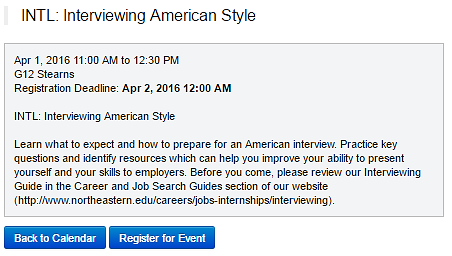 INTL: Interviewing American Style
Apr 1, 2016 11:00 AM to 12:30 PM
G12 Stearns
Registration Deadline: Apr 2, 2016 12:00 AM
INTL: Interviewing American Style
Learn what to expect and how to prepare for an American interview. Practice key
questions and identify resources which can help you improve your ability to present
yourself and your skills to employers. Before you come, please review our Interviewing
Guide in the Career and Job Search Guides section of our website
(http://www.northeastern.edu/careers/jobs-internships/interviewing).
Back to Calendar Register for Event